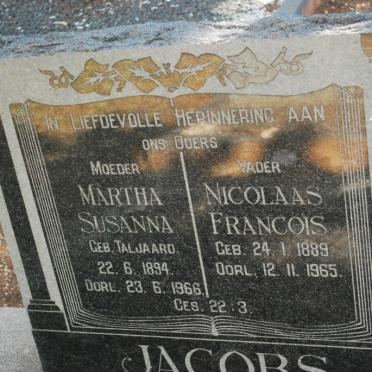 In Liefdevolle Herinnering Aan
ons Ouers
Moeder
Martha
Susanna
Geb. Taljaard.
22. 6. 1894.
Oorl. 23. 6. 1966.
Vader
Nicolaas
Francois
Geb. 24. 1. 1889.
Oorl. 12. 11. 1965.
Ges. 22:3.
JACOBS